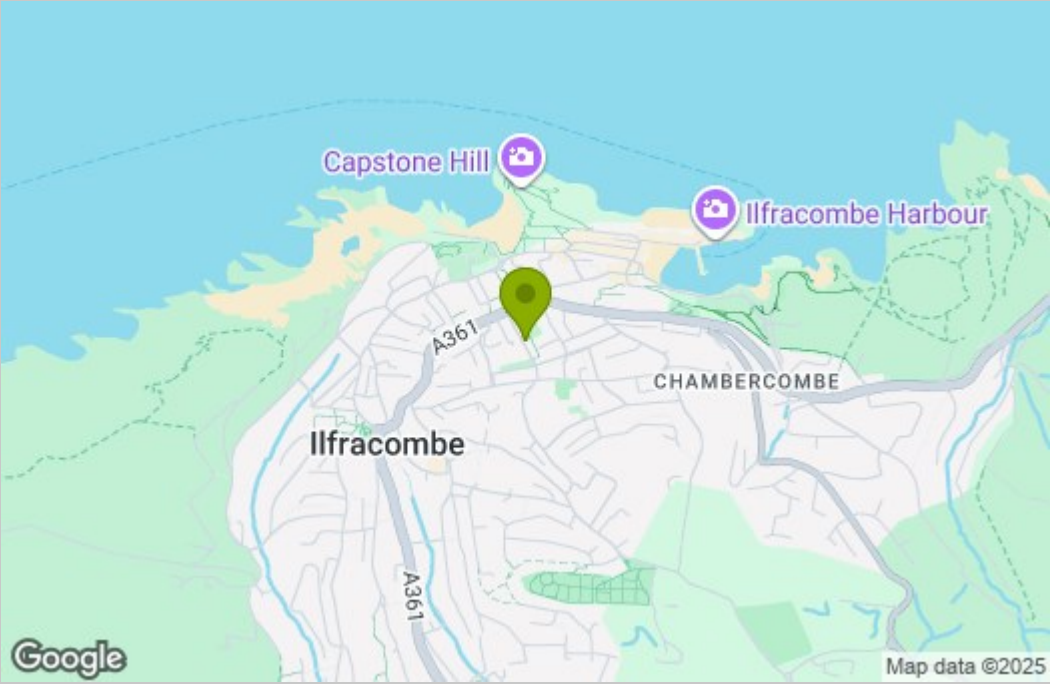 Capstone Hill
Ilfracombe Harbour
A361
CHAMBERCOMBE
Ilfracombe
A361
Google
Map data ©2025